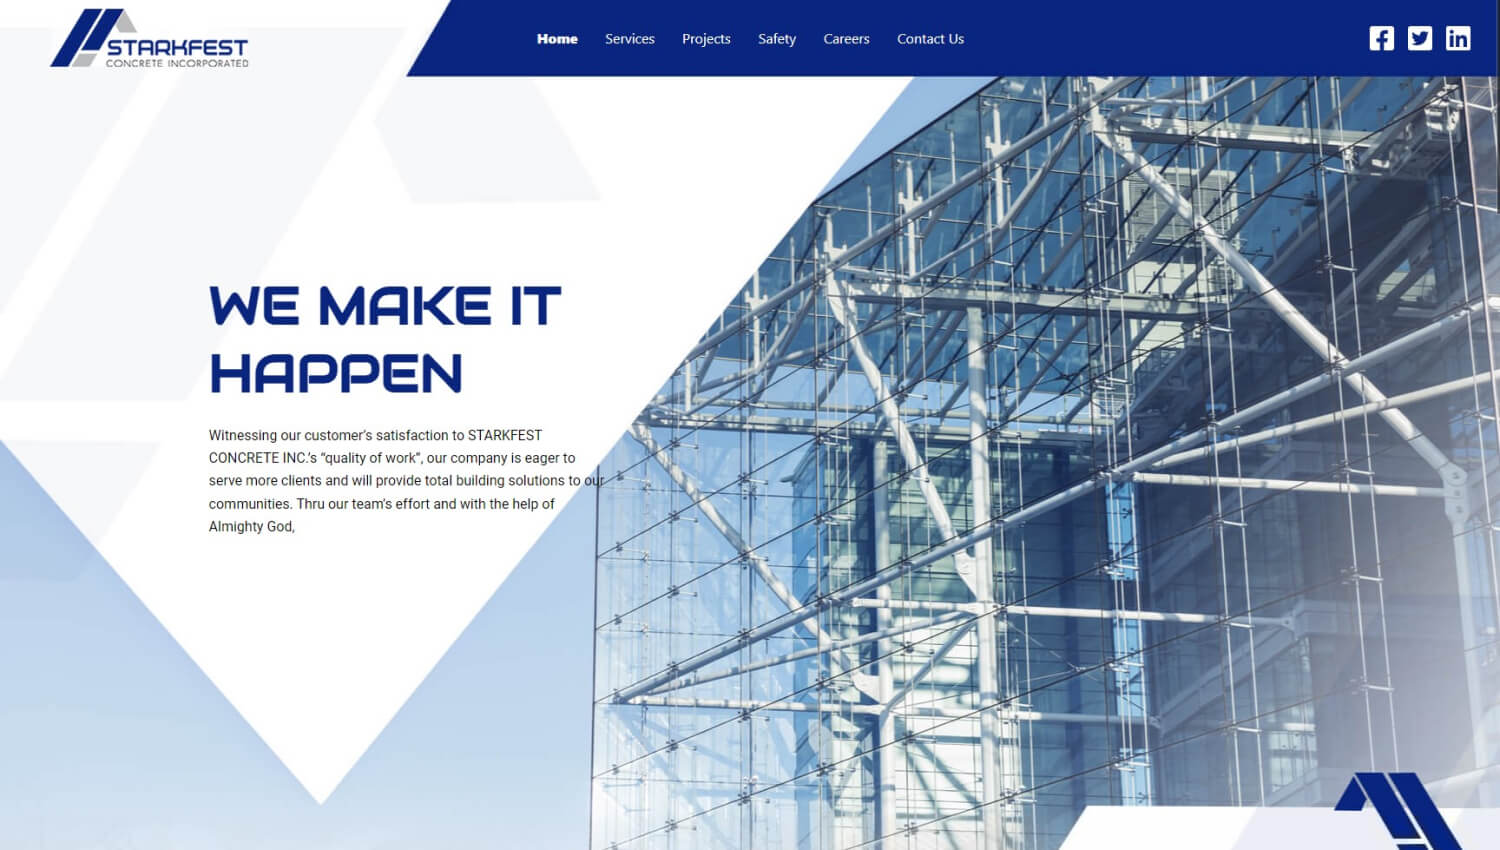 STARKFEST
CONCRETE INCORPORATED
Home Services Projects Safety Careers Contact Us
WE MAKE IT
HAPPEN
Witnessing our customer's satisfaction to STARKFEST
CONCRETE INC.'s “quality of work”, our company is eager to
serve more clients and will provide total building solutions to our
communities. Thru our team's effort and with the help of
Almighty God,